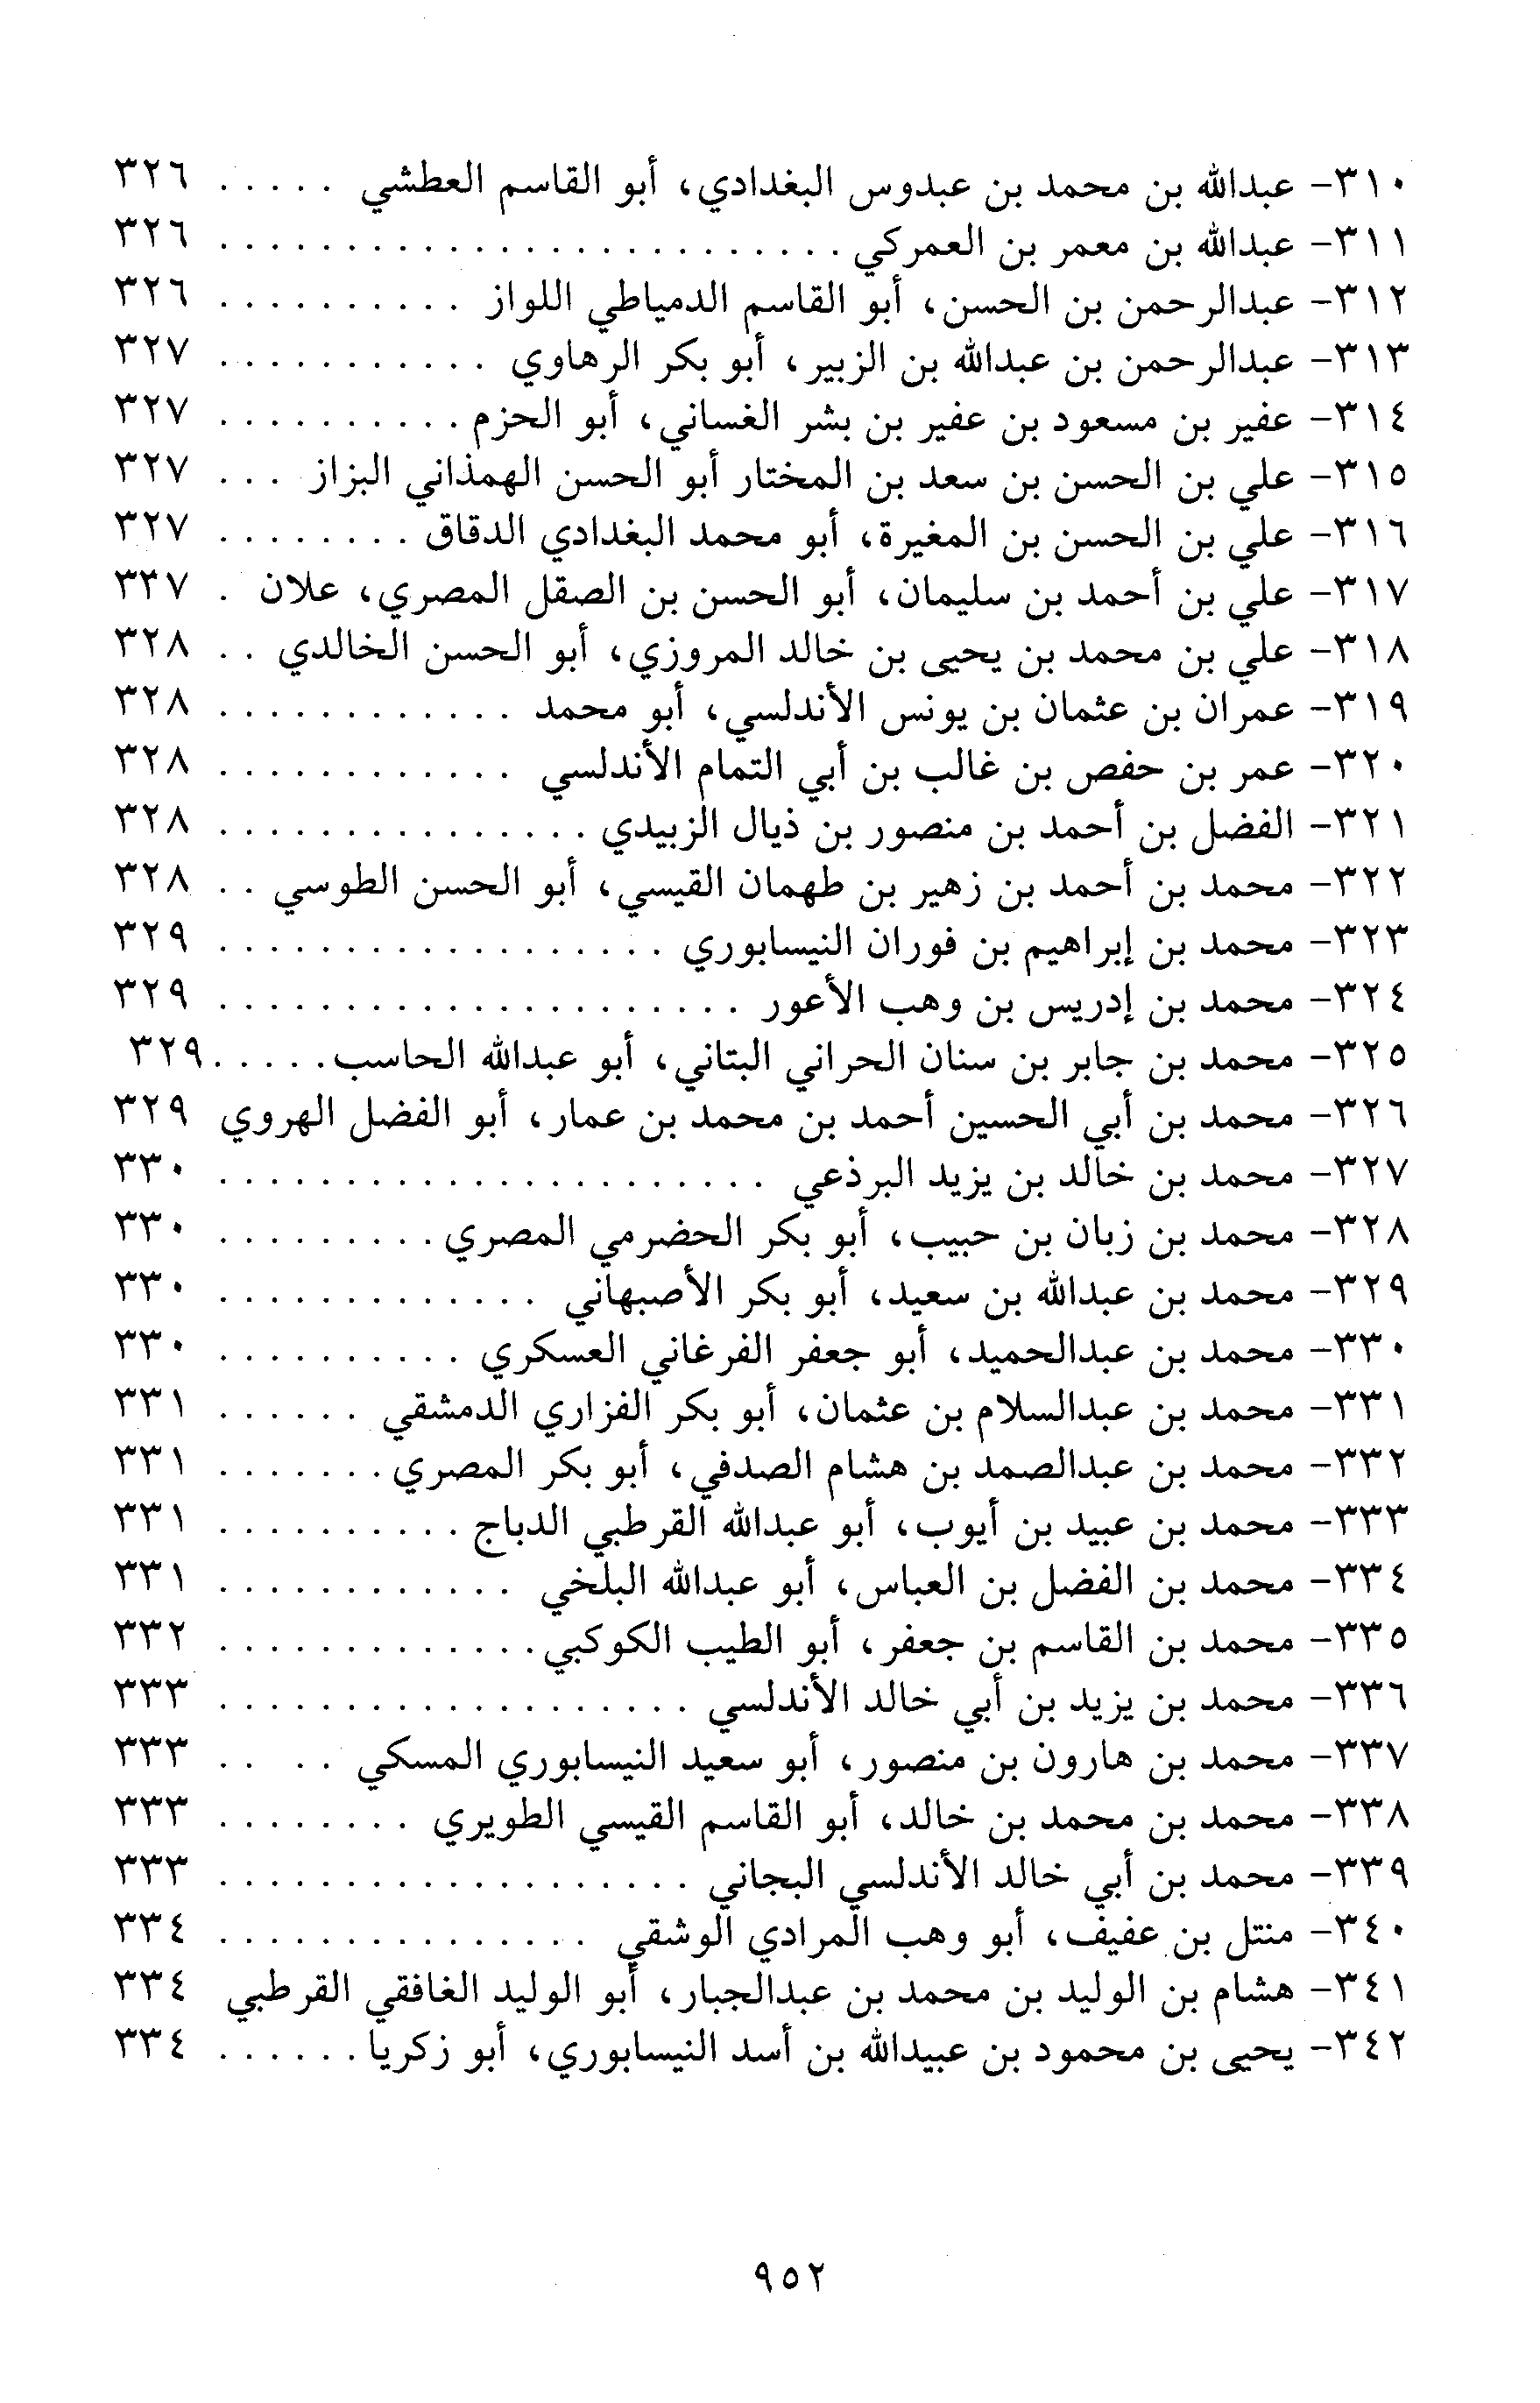 ٣١٠- عبدالله بن محمد بن عبدوس البغدادي، أبو القاسم العطشي . . . . . ٣٢٦
٣١١- عبدالله بن معمر بن العمركي . . . . . . . . . . . . . . . . . . . . . . . . . ٣٢٦
٣١٢- عبدالرحمن بن الحسن، أبو القاسم الدمياطي اللواز . . . . . . . . . . ٣٢٦
٣١٣- عبدالرحمن بن عبدالله بن الزبير، أبو بكر الرهاوي . . . . . . . . . . . ٣٢٧
٣١٤- عفير بن مسعود بن عفير بن بشر الغساني، أبو الحزم . . . . . . . . . . ٣٢٧
٣١٥- علي بن الحسن بن سعد بن المختار أبو الحسن الهمذاني البزاز . . . ٣٢٧
٣١٦- علي بن الحسن بن المغيرة، أبو محمد البغدادي الدقاق . . . . . . . . ٣٢٧
٣١٧- علي بن أحمد بن سليمان، أبو الحسن بن الصقل المصري، علان . ٣٢٧
٣١٨- علي بن محمد بن يحيى بن خالد المروزي، أبو الحسن الخالدي . . ٣٢٨
٣١٩- عمران بن عثمان بن يونس الأندلسي، أبو محمد . . . . . . . . . . . . ٣٢٨
٣٢٠- عمر بن حفص بن غالب بن أبي التمام الأندلسي . . . . . . . . . . . . ٣٢٨
٣٢١- الفضل بن أحمد بن منصور بن ذيال الزبيدي . . . . . . . . . . . . . . . ٣٢٨
٣٢٢- محمد بن أحمد بن زهير بن طهمان القيسي، أبو الحسن الطوسي . . ٣٢٨
٣٢٣- محمد بن إبراهيم بن فوران النيسابوري . . . . . . . . . . . . . . . . . . ٣٢٩
٣٢٤- محمد بن إدريس بن وهب الأعور . . . . . . . . . . . . . . . . . . . . . ٣٢٩
٣٢٥- محمد بن جابر بن سنان الحراني البتاني، أبو عبدالله الحاسب . . . . . ٣٢٩
٣٢٦- محمد بن أبي الحسين أحمد بن محمد بن عمار، أبو الفضل الهروي ٣٢٩
٣٢٧- محمد بن خالد بن يزيد البرذعي . . . . . . . . . . . . . . . . . . . . . . ٣٣٠
٣٢٨- محمد بن زبان بن حبيب، أبو بكر الحضرمي المصري . . . . . . . . . ٣٣٠
٣٢٩- محمد بن عبدالله بن سعيد، أبو بكر الأصبهاني . . . . . . . . . . . . . ٣٣٠
٣٣٠- محمد بن عبدالحميد، أبو جعفر الفرغاني العسكري . . . . . . . . . . ٣٣٠
٣٣١- محمد بن عبدالسلام بن عثمان، أبو بكر الفزاري الدمشقي . . . . . . ٣٣١
٣٣٢- محمد بن عبدالصمد بن هشام الصدفي، أبو بكر المصري . . . . . . . ٣٣١
٣٣٣- محمد بن عبيد بن أيوب، أبو عبدالله القرطبي الدباج . . . . . . . . . . ٣٣١
٣٣٤- محمد بن الفضل بن العباس، أبو عبدالله البلخي . . . . . . . . . . . . ٣٣١
٣٣٥- محمد بن القاسم بن جعفر، أبو الطيب الكوكبي . . . . . . . . . . . . . ٣٣٢
٣٣٦- محمد بن يزيد بن أبي خالد الأندلسي . . . . . . . . . . . . . . . . . . . ٣٣٣
٣٣٧- محمد بن هارون بن منصور، أبو سعيد النيسابوري المسكي . . . . . ٣٣٣
٣٣٨- محمد بن محمد بن خالد، أبو القاسم القيسي الطويري . . . . . . . . ٣٣٣
٣٣٩- محمد بن أبي خالد الأندلسي البجاني . . . . . . . . . . . . . . . . . . . ٣٣٣
٣٤٠- منتل بن عفيف، أبو وهب المرادي الوشقي . . . . . . . . . . . . . . . ٣٣٤
٣٤١- هشام بن الوليد بن محمد بن عبدالجبار، أبو الوليد الغافقي القرطبي ٣٣٤
٣٤٢- يحيى بن محمود بن عبيدالله بن أسد النيسابوري، أبو زكريا . . . . . . ٣٣٤
٩٥٢